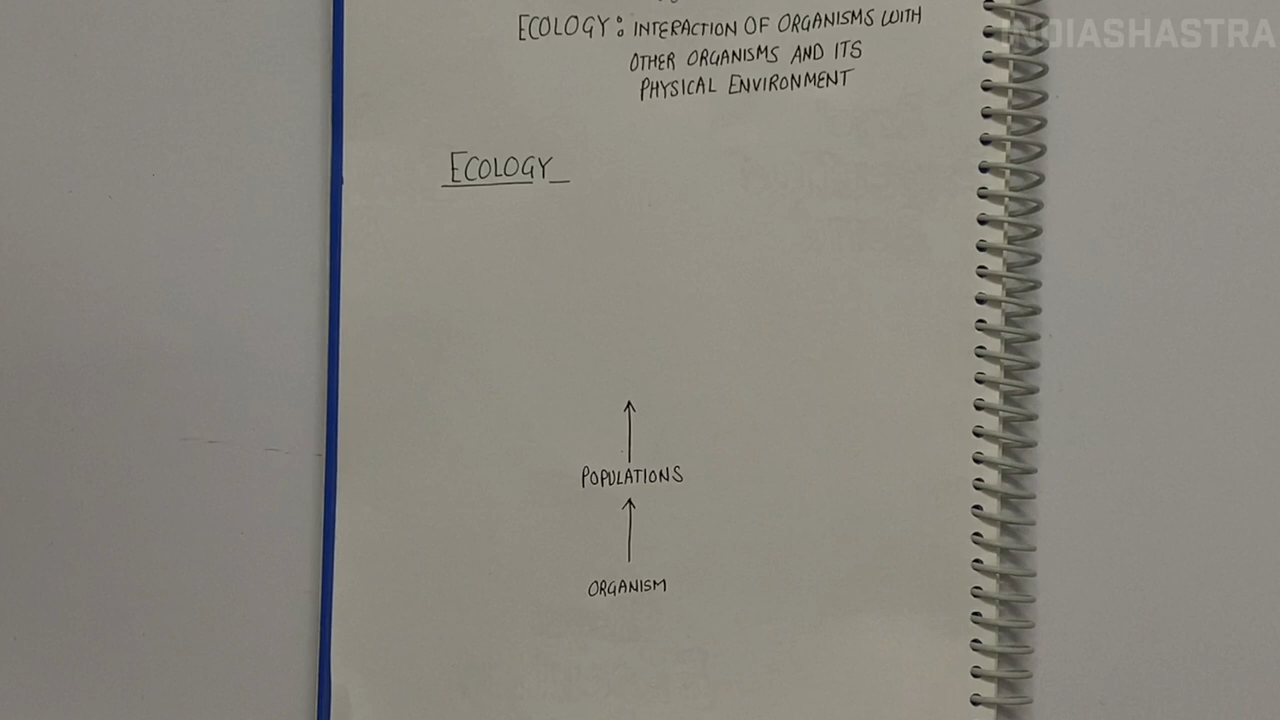 ECOLOGY: INTERACTION OF ORGANISMS WITH
OTHER ORGANISMS AND ITS
PHYSICAL ENVIRONMENT
ECOLOGY
POPULATIONS
ORGANISM
INDIASHASTRA